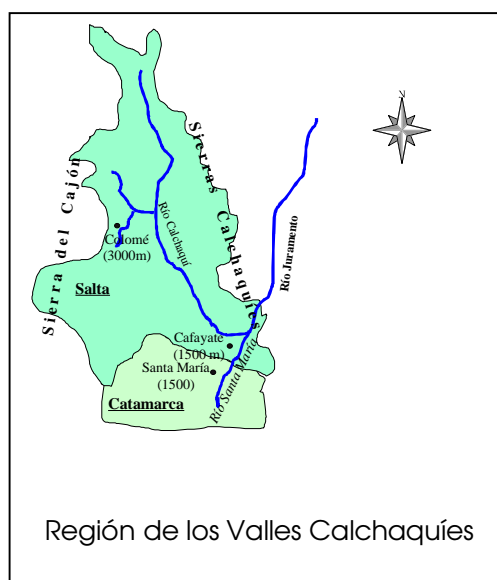 N
Sierra del Cajón
Sierras Calchaquíes
Río Calchaquí
Río Juramento
Colomé
(3000m)
Salta
Cafayate
(1500 m)
Santa María
(1500)
Río Santa María
Catamarca
Región de los Valles Calchaquíes